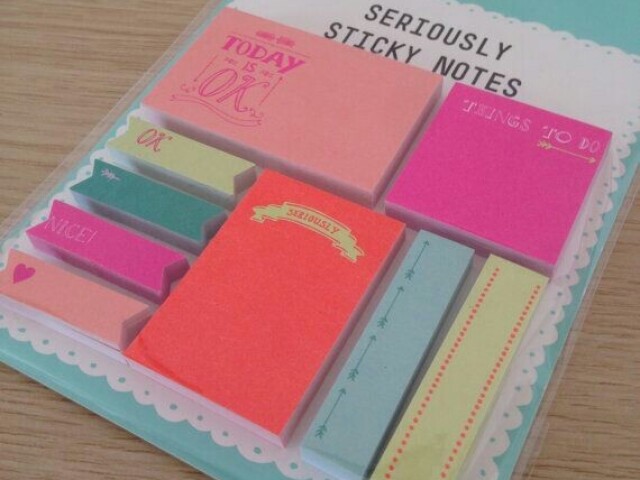 SERIOUSLY
STICKY NOTES
TODAY
IS
OK
THINGS TO DO
OK
NICE!
SERIOUSLY